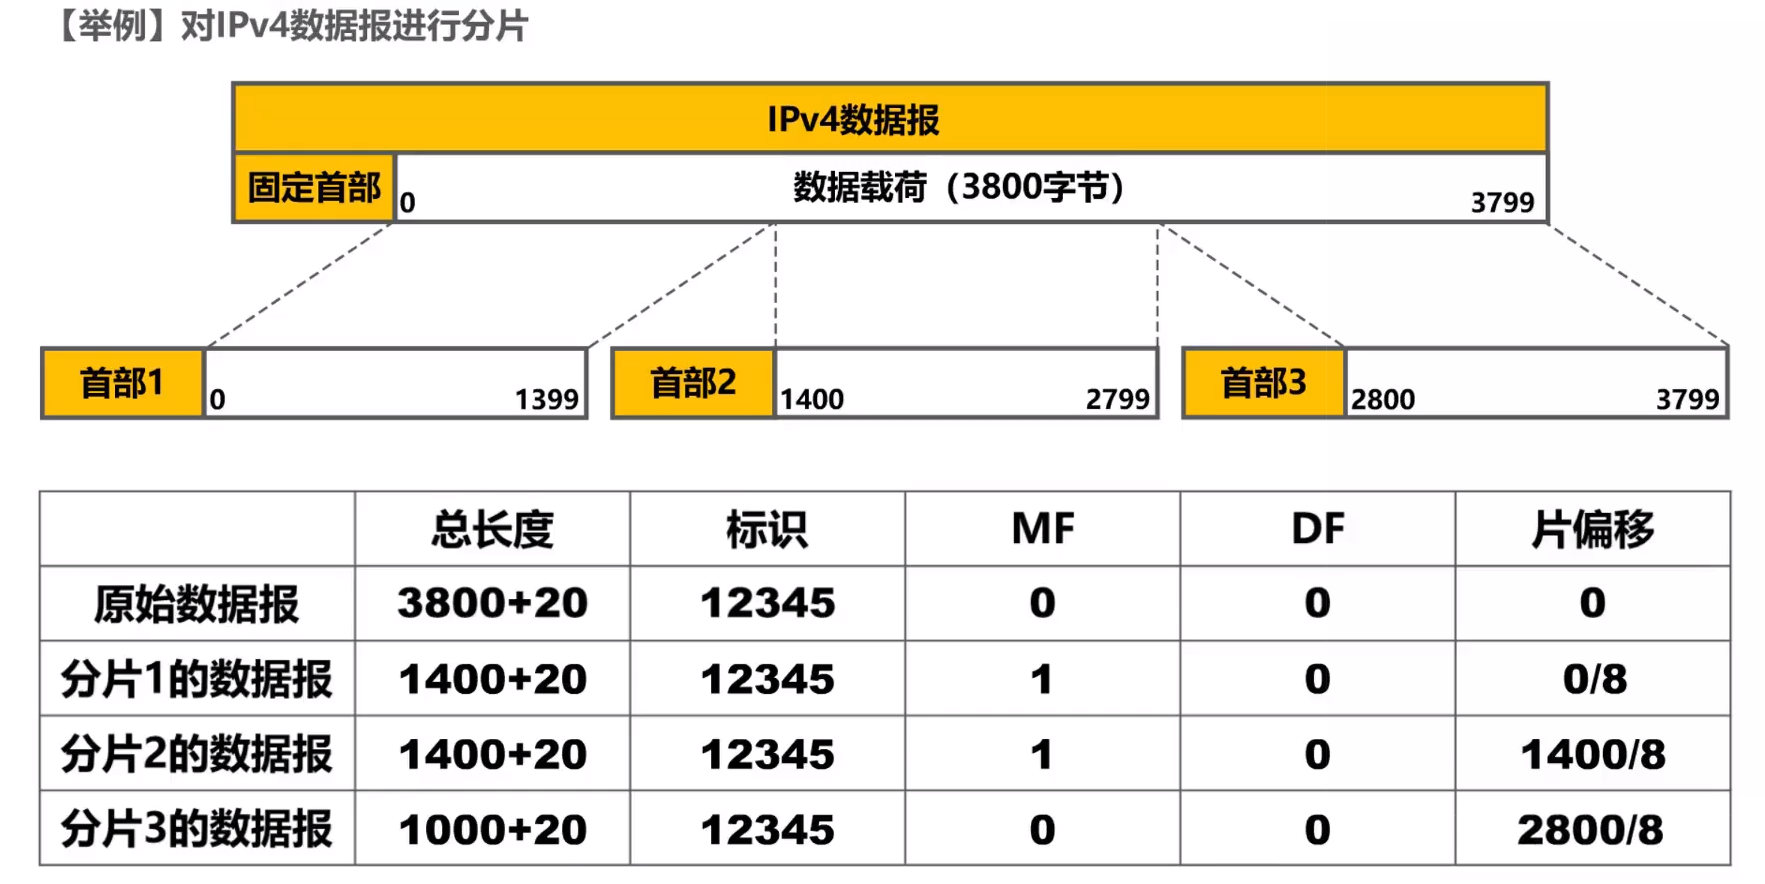 【举例】对IPv4数据报进行分片
IPv4数据报
固定首部 0 数据载荷（3800字节） 3799
首部1 0 1399 首部2 1400 2799 首部3 2800 3799
总长度 标识 MF DF 片偏移
原始数据报 3800+20 12345 0 0 0
分片1的数据报 1400+20 12345 1 0 0/8
分片2的数据报 1400+20 12345 1 0 1400/8
分片3的数据报 1000+20 12345 0 0 2800/8